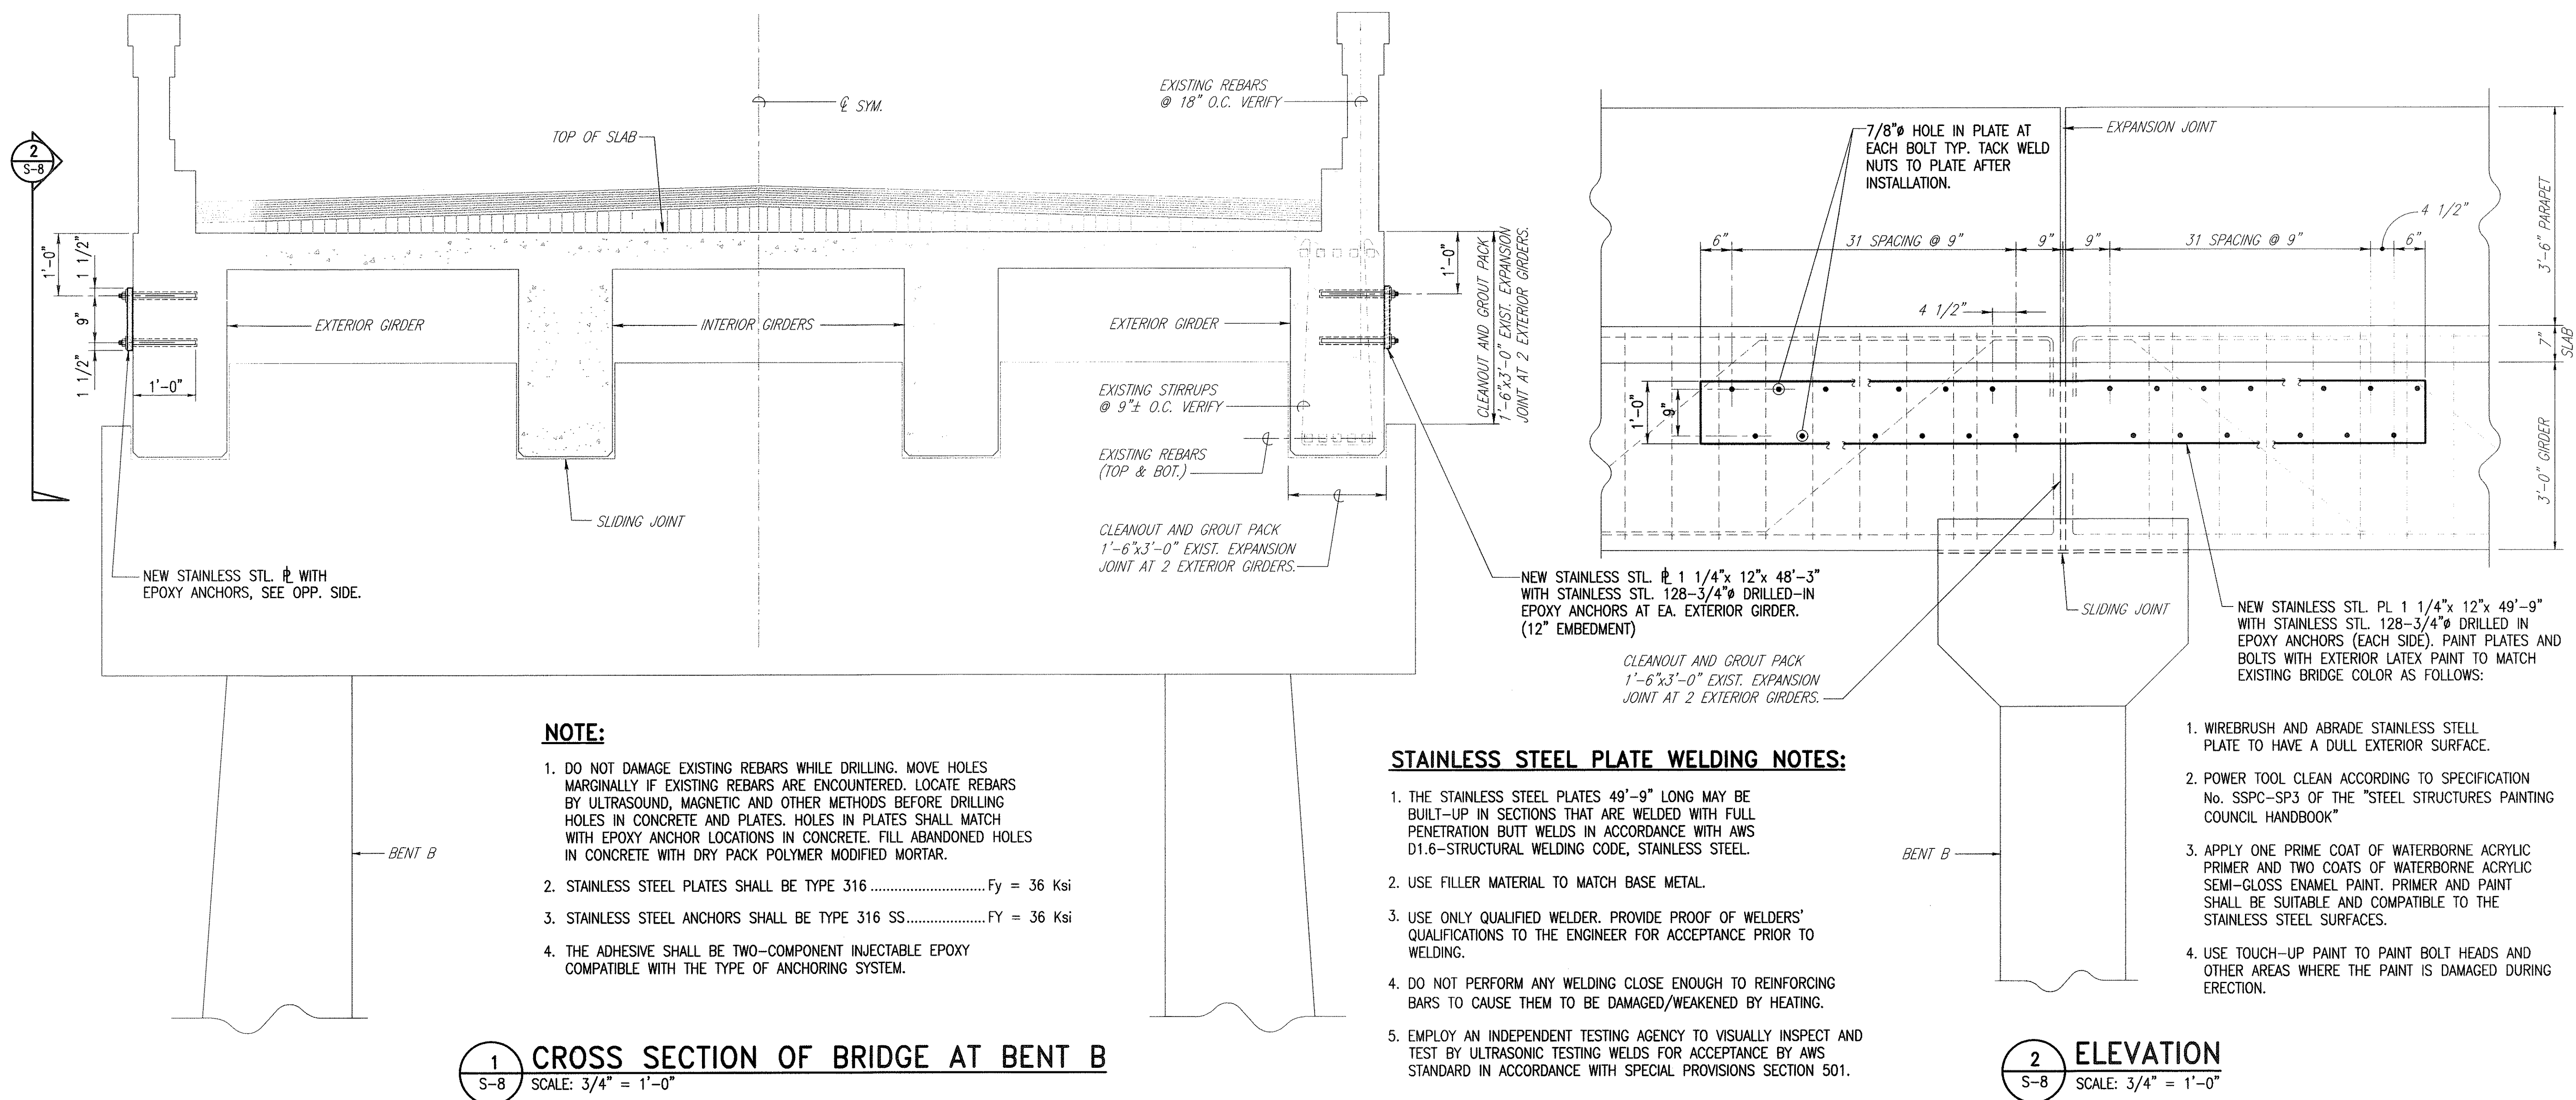 2
S-8
℄ SYM.
TOP OF SLAB
EXISTING REBARS
@ 18" O.C. VERIFY
1'-0"
1 1/2"
9"
1 1/2"
1'-0"
EXTERIOR GIRDER
INTERIOR GIRDERS
EXTERIOR GIRDER
1'-0"
CLEANOUT AND GROUT PACK
1'-6"x3'-0" EXIST. EXPANSION
JOINT AT 2 EXTERIOR GIRDERS.
EXISTING STIRRUPS
@ 9"± O.C. VERIFY
EXISTING REBARS
(TOP & BOT.)
SLIDING JOINT
CLEANOUT AND GROUT PACK
1'-6"x3'-0" EXIST. EXPANSION
JOINT AT 2 EXTERIOR GIRDERS.
NEW STAINLESS STL. ⅊ WITH
EPOXY ANCHORS, SEE OPP. SIDE.
NEW STAINLESS STL. ⅊ 1 1/4"x 12"x 48'-3"
WITH STAINLESS STL. 128-3/4"ø DRILLED-IN
EPOXY ANCHORS AT EA. EXTERIOR GIRDER.
(12" EMBEDMENT)
BENT B
NOTE:
1. DO NOT DAMAGE EXISTING REBARS WHILE DRILLING. MOVE HOLES
MARGINALLY IF EXISTING REBARS ARE ENCOUNTERED. LOCATE REBARS
BY ULTRASOUND, MAGNETIC AND OTHER METHODS BEFORE DRILLING
HOLES IN CONCRETE AND PLATES. HOLES IN PLATES SHALL MATCH
WITH EPOXY ANCHOR LOCATIONS IN CONCRETE. FILL ABANDONED HOLES
IN CONCRETE WITH DRY PACK POLYMER MODIFIED MORTAR.
2. STAINLESS STEEL PLATES SHALL BE TYPE 316 ............................ Fy = 36 Ksi
3. STAINLESS STEEL ANCHORS SHALL BE TYPE 316 SS................... FY = 36 Ksi
4. THE ADHESIVE SHALL BE TWO-COMPONENT INJECTABLE EPOXY
COMPATIBLE WITH THE TYPE OF ANCHORING SYSTEM.
1
S-8
CROSS SECTION OF BRIDGE AT BENT B
SCALE: 3/4" = 1'-0"
7/8"ø HOLE IN PLATE AT
EACH BOLT TYP. TACK WELD
NUTS TO PLATE AFTER
INSTALLATION.
EXPANSION JOINT
4 1/2"
6"
31 SPACING @ 9"
9"
9"
31 SPACING @ 9"
6"
4 1/2"
1'-0"
9"
3'-6" PARAPET
7"
SLAB
3'-0" GIRDER
SLIDING JOINT
CLEANOUT AND GROUT PACK
1'-6"x3'-0" EXIST. EXPANSION
JOINT AT 2 EXTERIOR GIRDERS.
NEW STAINLESS STL. PL 1 1/4"x 12"x 49'-9"
WITH STAINLESS STL. 128-3/4"ø DRILLED IN
EPOXY ANCHORS (EACH SIDE). PAINT PLATES AND
BOLTS WITH EXTERIOR LATEX PAINT TO MATCH
EXISTING BRIDGE COLOR AS FOLLOWS:
1. WIREBRUSH AND ABRADE STAINLESS STELL
PLATE TO HAVE A DULL EXTERIOR SURFACE.
2. POWER TOOL CLEAN ACCORDING TO SPECIFICATION
No. SSPC-SP3 OF THE "STEEL STRUCTURES PAINTING
COUNCIL HANDBOOK"
3. APPLY ONE PRIME COAT OF WATERBORNE ACRYLIC
PRIMER AND TWO COATS OF WATERBORNE ACRYLIC
SEMI-GLOSS ENAMEL PAINT. PRIMER AND PAINT
SHALL BE SUITABLE AND COMPATIBLE TO THE
STAINLESS STEEL SURFACES.
4. USE TOUCH-UP PAINT TO PAINT BOLT HEADS AND
OTHER AREAS WHERE THE PAINT IS DAMAGED DURING
ERECTION.
BENT B
STAINLESS STEEL PLATE WELDING NOTES:
1. THE STAINLESS STEEL PLATES 49'-9" LONG MAY BE
BUILT-UP IN SECTIONS THAT ARE WELDED WITH FULL
PENETRATION BUTT WELDS IN ACCORDANCE WITH AWS
D1.6-STRUCTURAL WELDING CODE, STAINLESS STEEL.
2. USE FILLER MATERIAL TO MATCH BASE METAL.
3. USE ONLY QUALIFIED WELDER. PROVIDE PROOF OF WELDERS'
QUALIFICATIONS TO THE ENGINEER FOR ACCEPTANCE PRIOR TO
WELDING.
4. DO NOT PERFORM ANY WELDING CLOSE ENOUGH TO REINFORCING
BARS TO CAUSE THEM TO BE DAMAGED/WEAKENED BY HEATING.
5. EMPLOY AN INDEPENDENT TESTING AGENCY TO VISUALLY INSPECT AND
TEST BY ULTRASONIC TESTING WELDS FOR ACCEPTANCE BY AWS
STANDARD IN ACCORDANCE WITH SPECIAL PROVISIONS SECTION 501.
2
S-8
ELEVATION
SCALE: 3/4" = 1'-0"